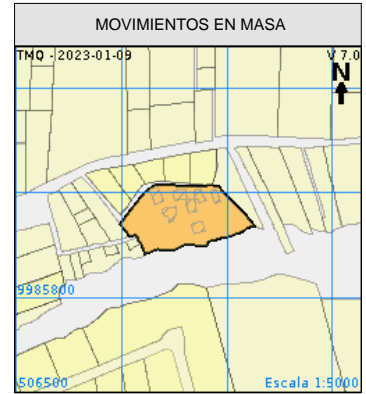 MOVIMIENTOS EN MASA
TMQ - 2023-01-09 V 7.0
N
9985800
506500 Escala 1:5000